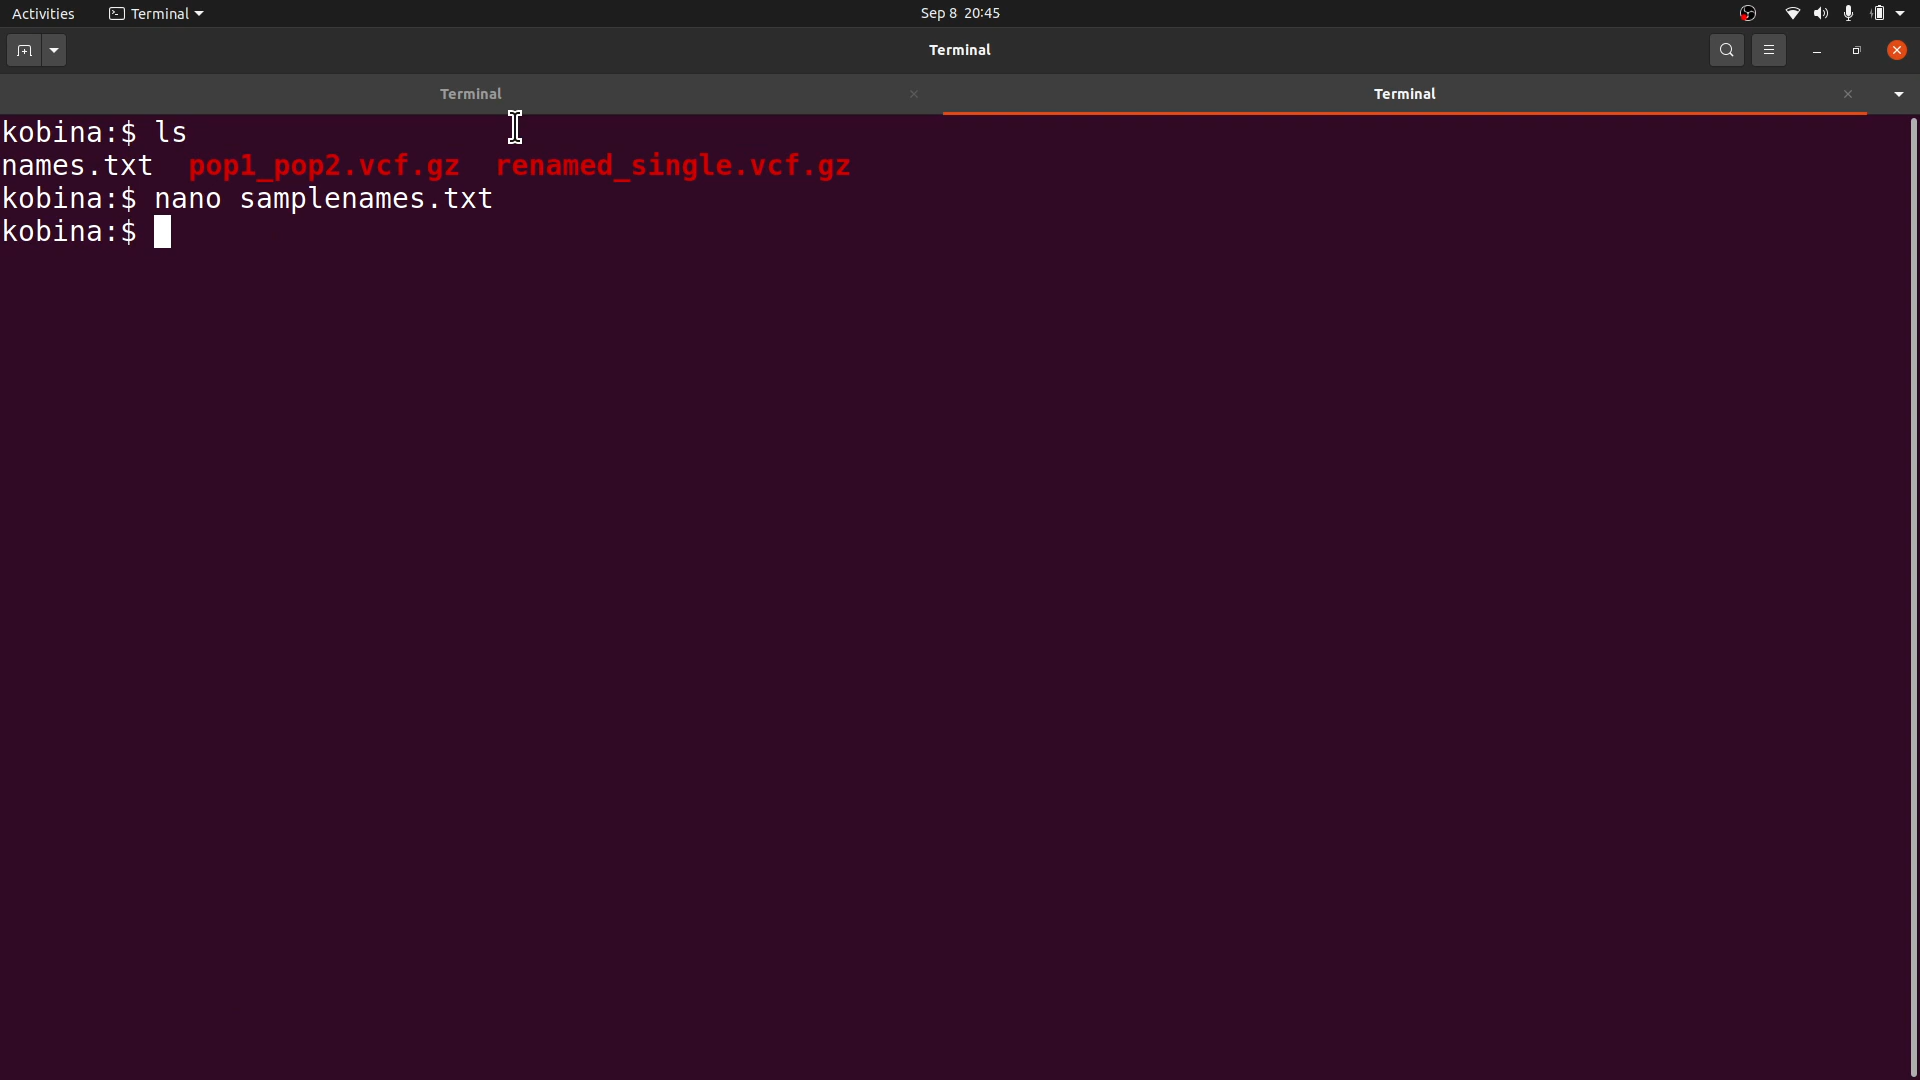 Activities Terminal Sep 8 20:45
Terminal
Terminal Terminal
kobina:$ ls
names.txt pop1_pop2.vcf.gz renamed_single.vcf.gz
kobina:$ nano samplenames.txt
kobina:$